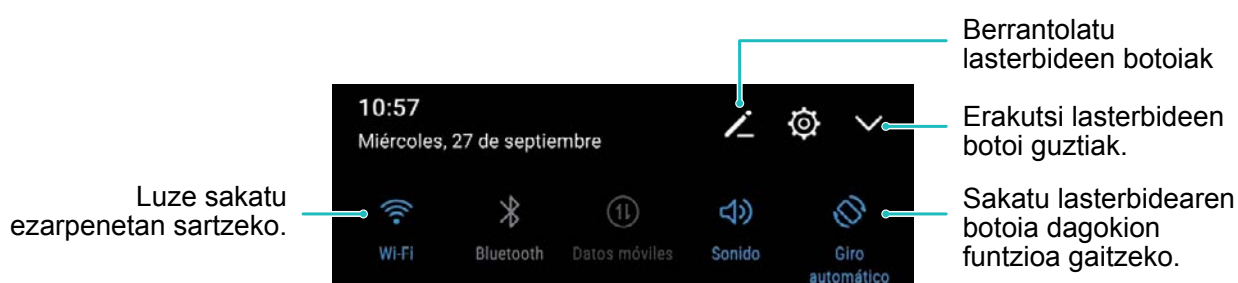 Berrantolatu
lasterbideen botoiak
10:57
Miércoles, 27 de septiembre
Erakutsi lasterbideen
botoi guztiak.
Luze sakatu
ezarpenetan sartzeko.
Wi-Fi
Bluetooth
Datos móviles
Sonido
Giro
automático
Sakatu lasterbidearen
botoia dagokion
funtzioa gaitzeko.